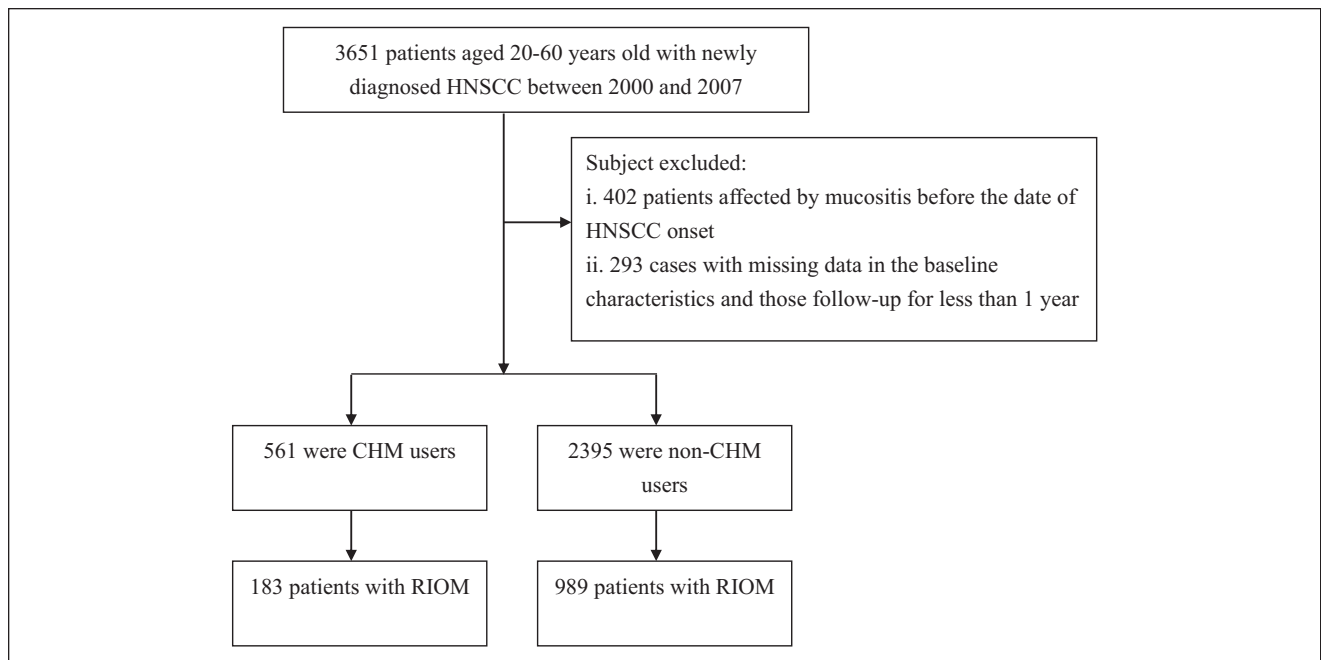 3651 patients aged 20-60 years old with newly
diagnosed HNSCC between 2000 and 2007
Subject excluded:
i. 402 patients affected by mucositis before the date of
HNSCC onset
ii. 293 cases with missing data in the baseline
characteristics and those follow-up for less than 1 year
561 were CHM users
2395 were non-CHM
users
183 patients with RIOM
989 patients with RIOM